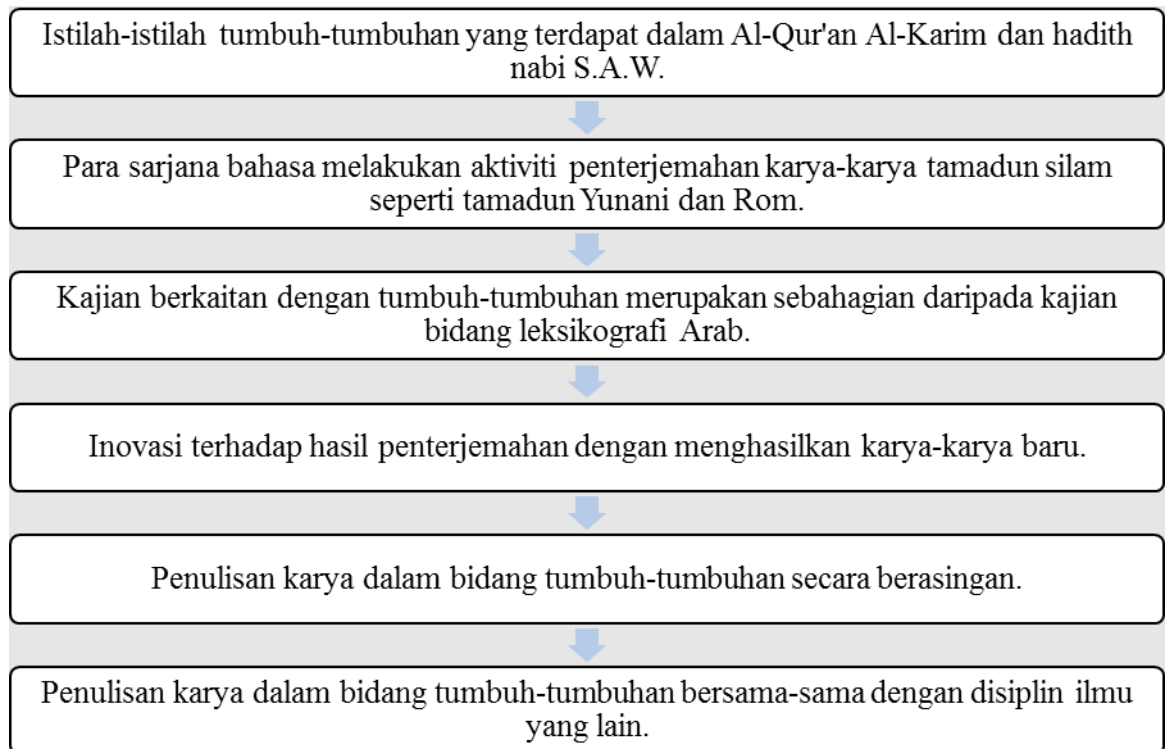 Istilah-istilah tumbuh-tumbuhan yang terdapat dalam Al-Qur'an Al-Karim dan hadith
nabi S.A.W.
Para sarjana bahasa melakukan aktiviti penterjemahan karya-karya tamadun silam
seperti tamadun Yunani dan Rom.
Kajian berkaitan dengan tumbuh-tumbuhan merupakan sebahagian daripada kajian
bidang leksikografi Arab.
Inovasi terhadap hasil penterjemahan dengan menghasilkan karya-karya baru.
Penulisan karya dalam bidang tumbuh-tumbuhan secara berasingan.
Penulisan karya dalam bidang tumbuh-tumbuhan bersama-sama dengan disiplin ilmu
yang lain.